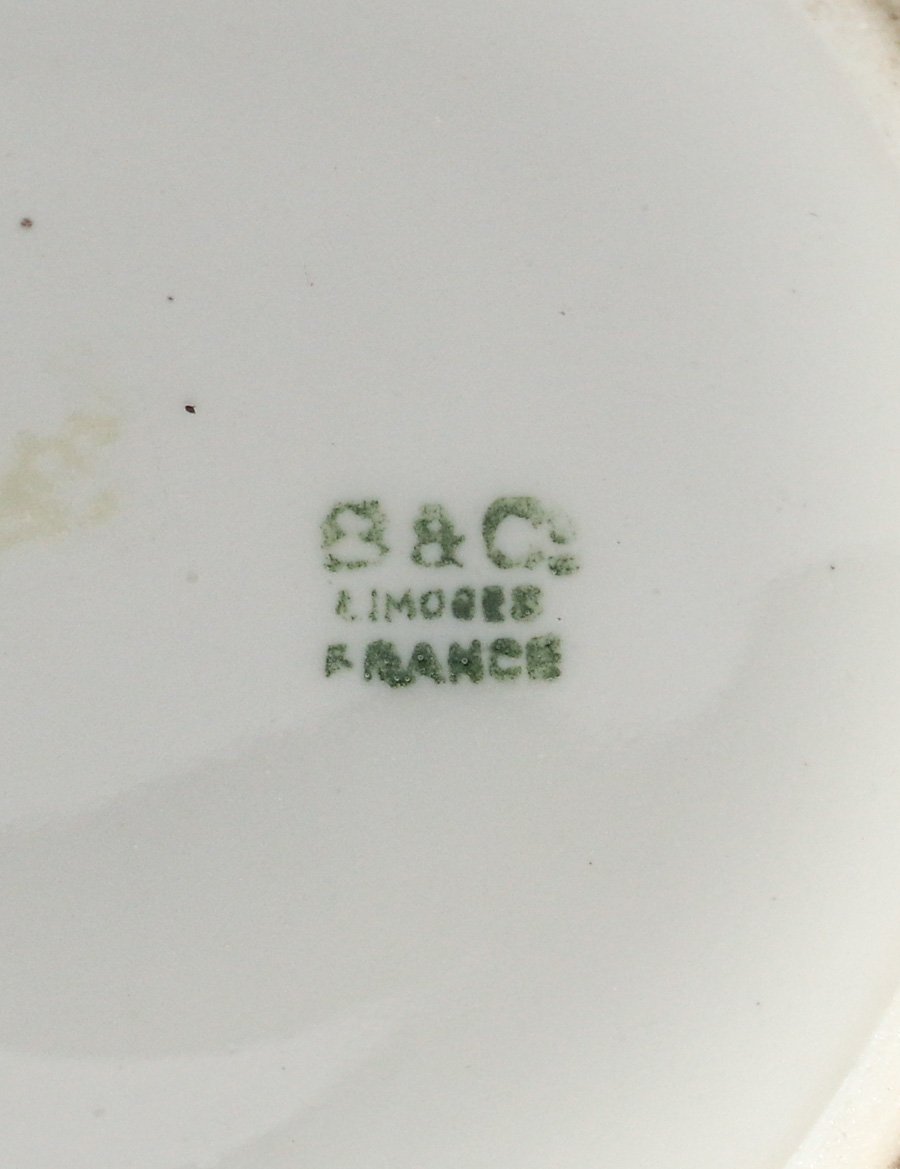 B & Co
LIMOGES
FRANCE